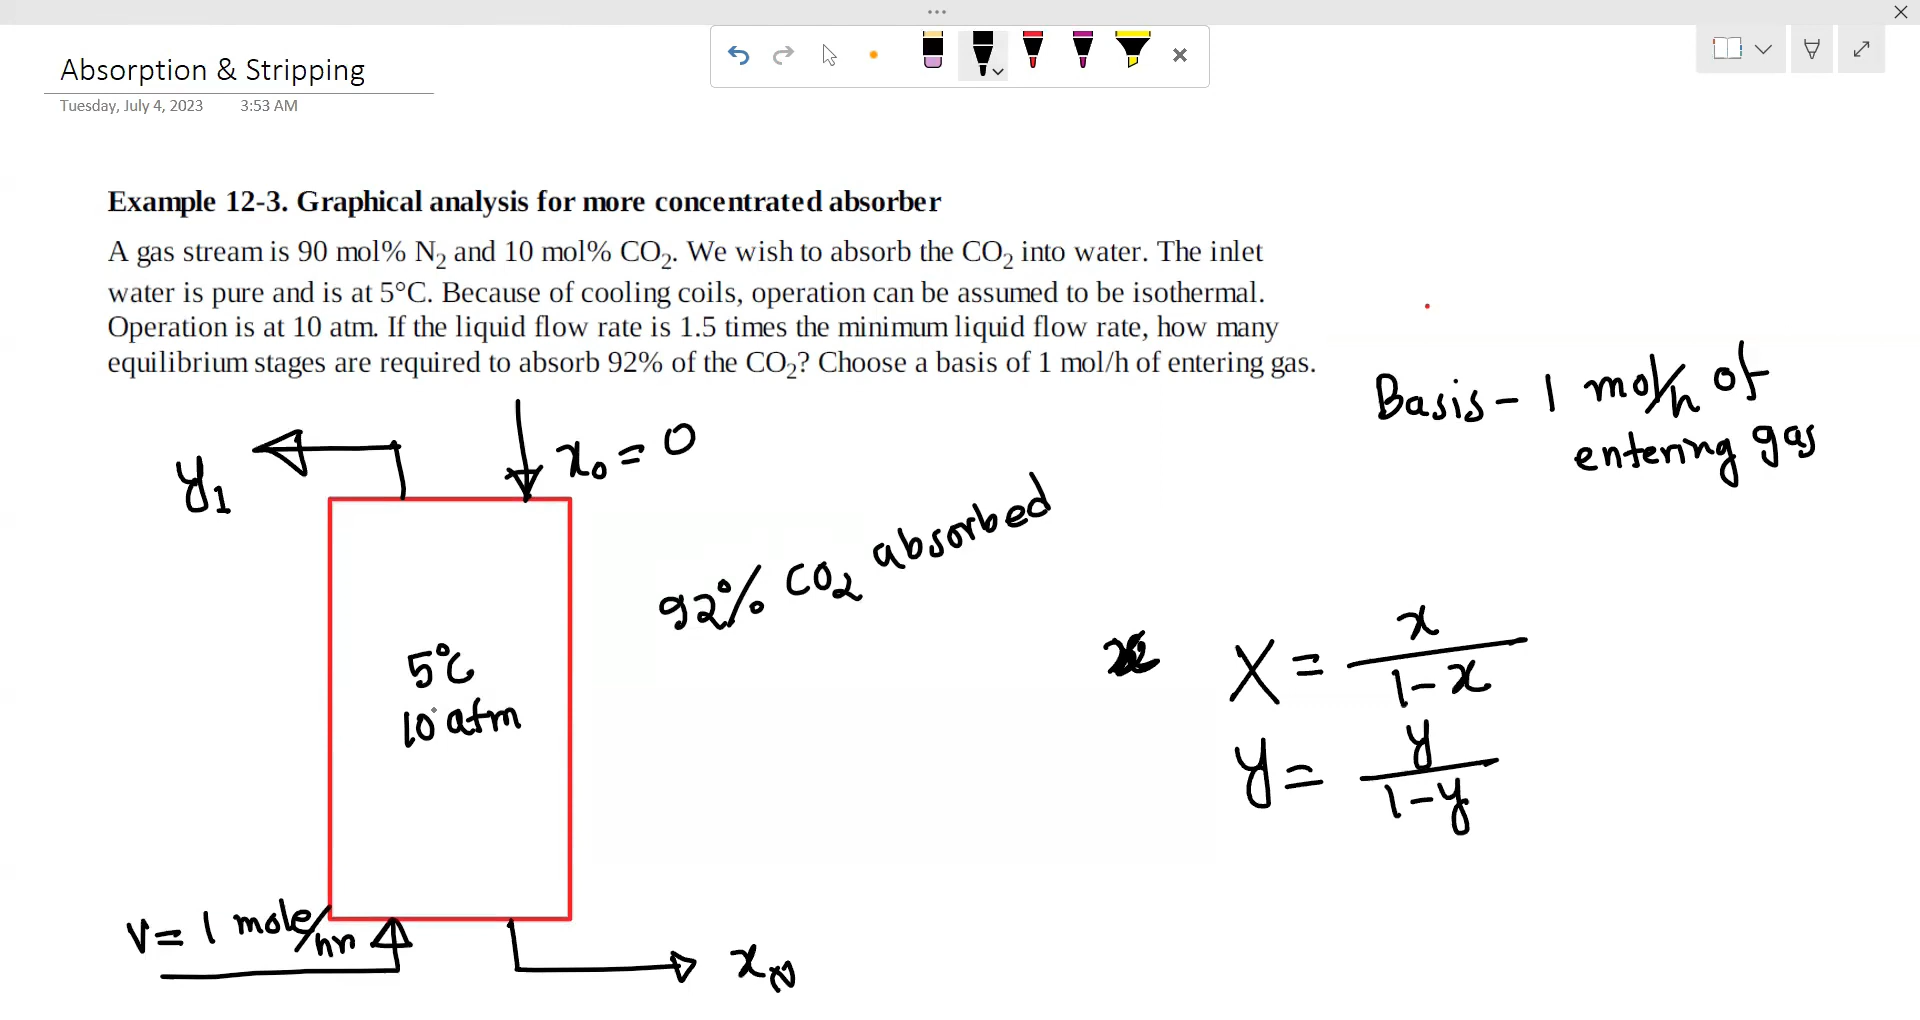 Absorption & Stripping
Tuesday, July 4, 2023 3:53 AM
Example 12-3. Graphical analysis for more concentrated absorber
A gas stream is 90 mol% N₂ and 10 mol% CO₂. We wish to absorb the CO₂ into water. The inlet
water is pure and is at 5°C. Because of cooling coils, operation can be assumed to be isothermal.
Operation is at 10 atm. If the liquid flow rate is 1.5 times the minimum liquid flow rate, how many
equilibrium stages are required to absorb 92% of the CO₂? Choose a basis of 1 mol/h of entering gas.
Basis - 1 mol/h of
entering gas
y₁
x₀ = 0
92% CO₂ absorbed
5°C
10 atm
X = x / 1-x
Y = y / 1-y
V = 1 mole/hr
x_N